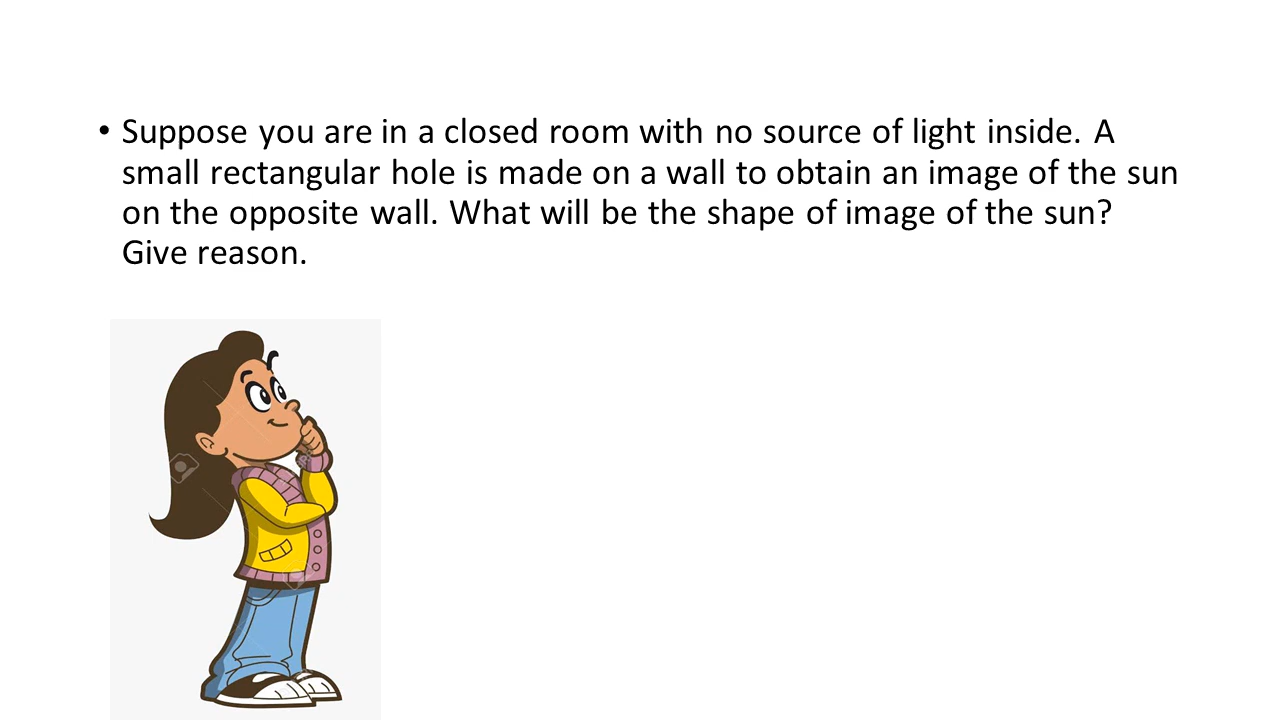 • Suppose you are in a closed room with no source of light inside. A
small rectangular hole is made on a wall to obtain an image of the sun
on the opposite wall. What will be the shape of image of the sun?
Give reason.